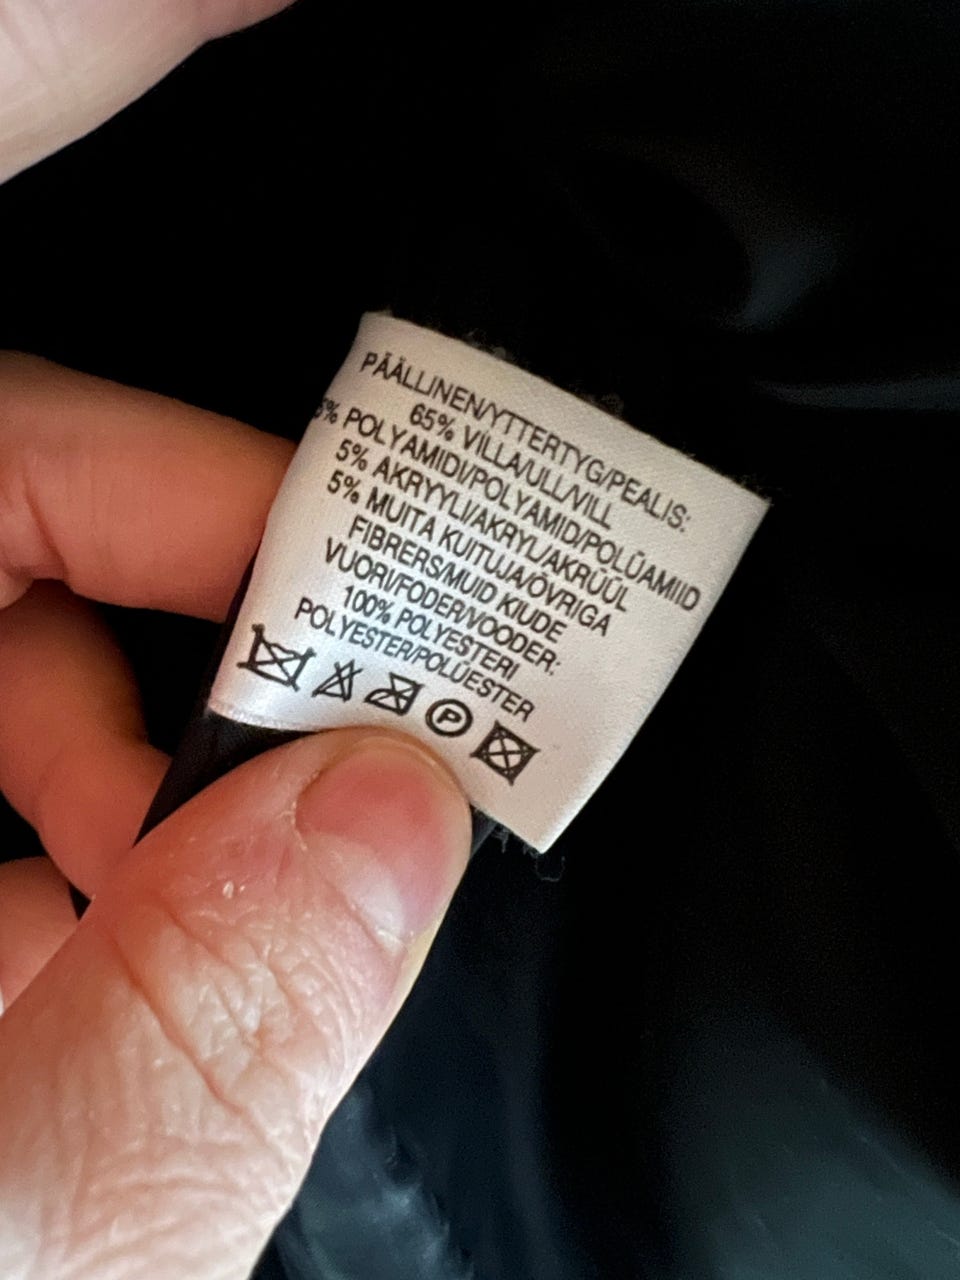 PÄÄLLINEN/YTTERTYG/PEALIS:
65% VILLA/ULL/VILL
5% POLYAMIDI/POLYAMID/POLÜAMIID
5% AKRYYLI/AKRYL/AKRÜÜL
5% MUITA KUITUJA/ÖVRIGA
FIBRERS/MUID KIUDE
VUORI/FODER/VOODER:
100% POLYESTERI
POLYESTER/POLÜESTER
P